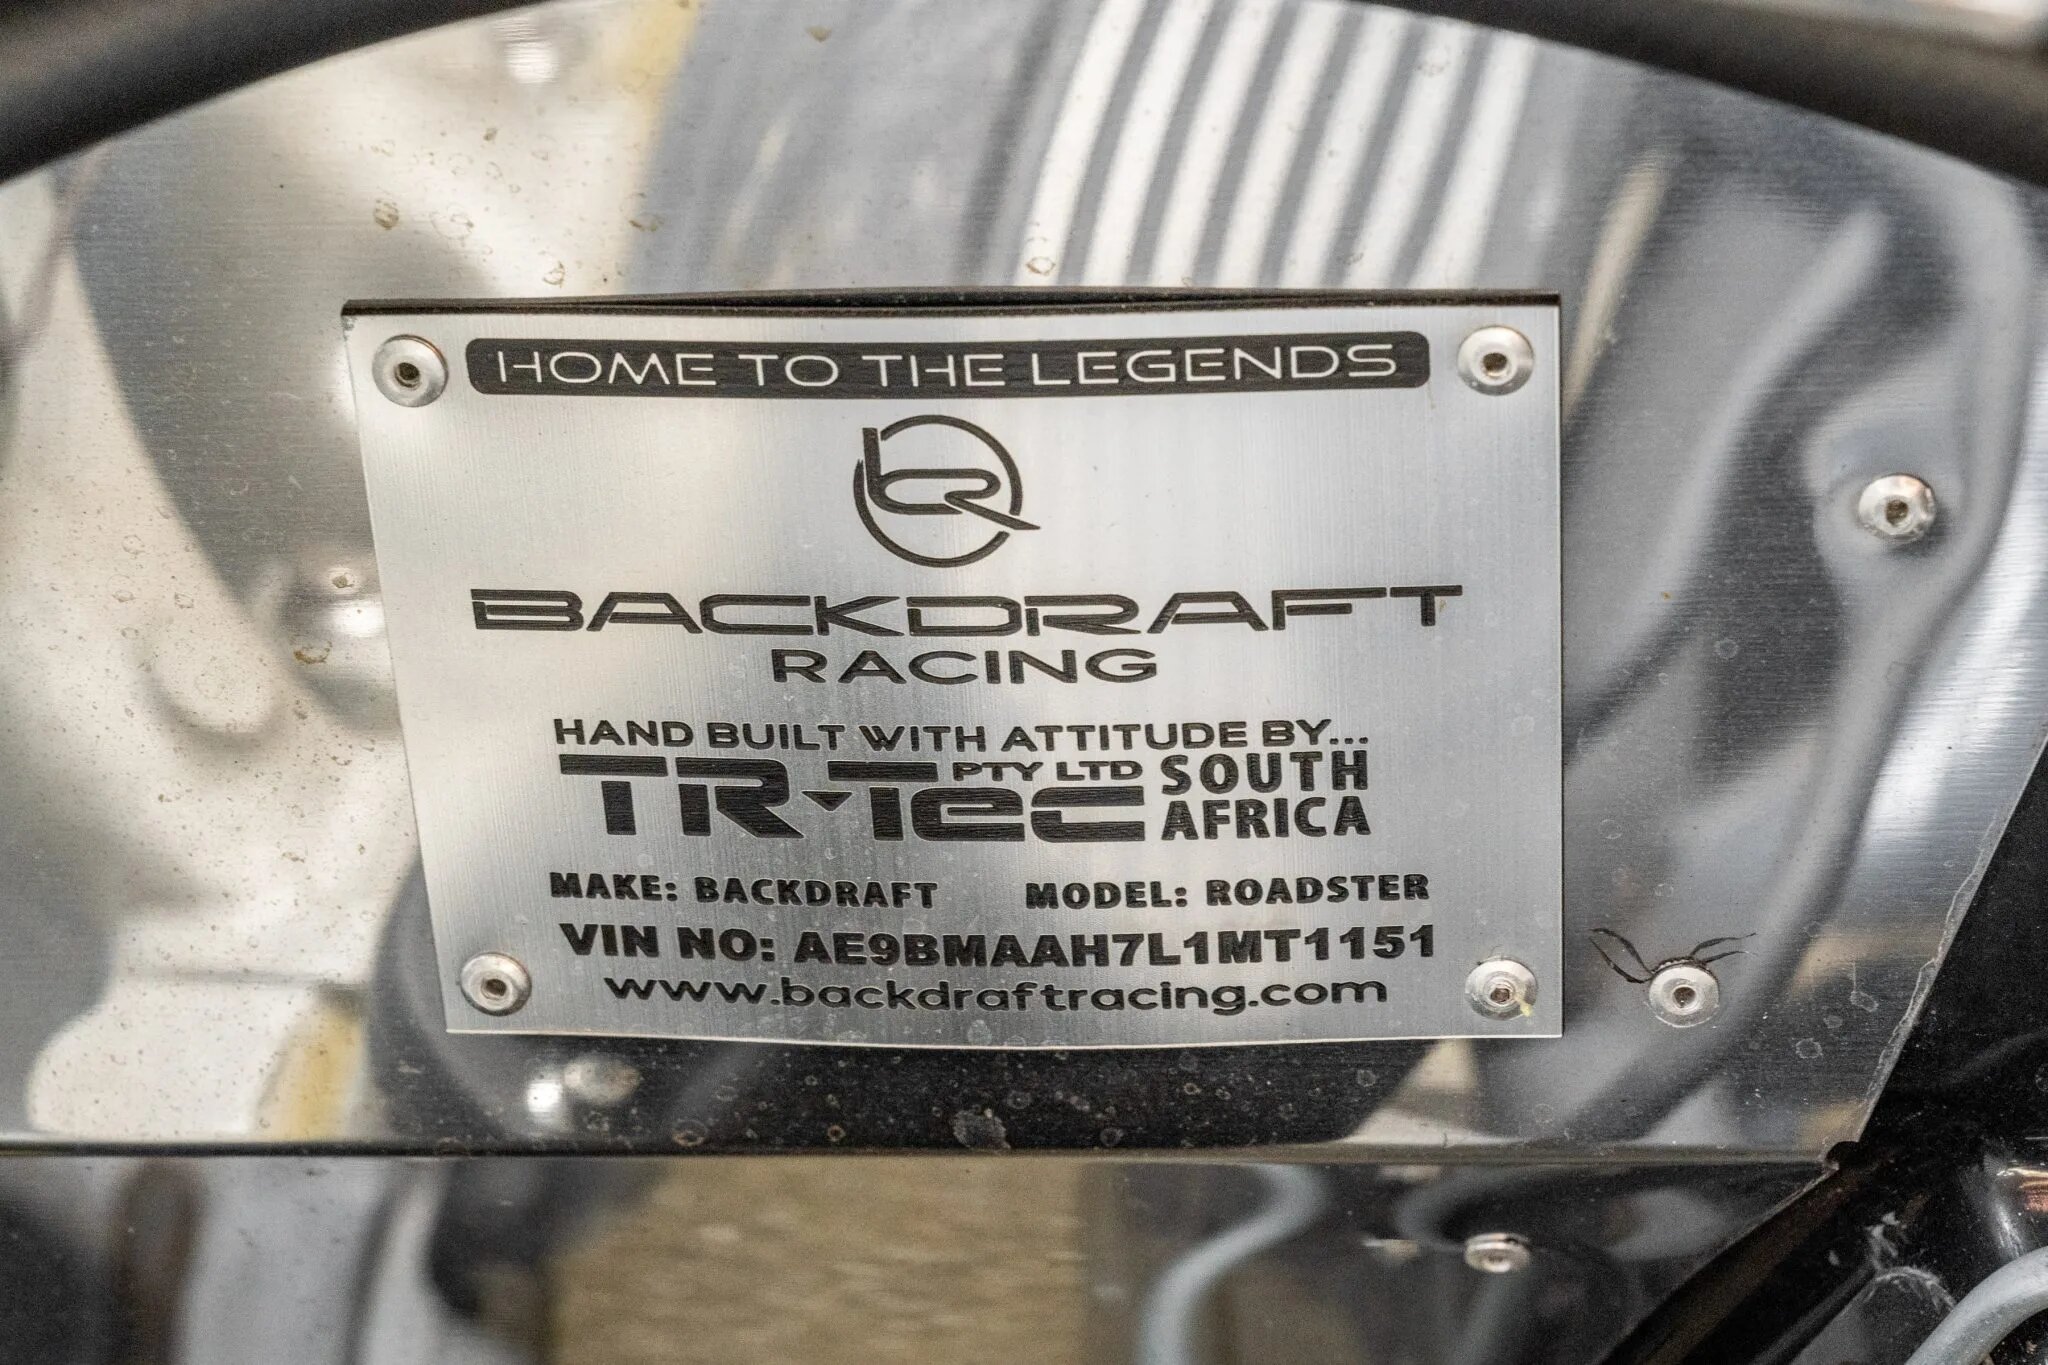 HOME TO THE LEGENDS
BACKDRAFT
RACING
HAND BUILT WITH ATTITUDE BY...
TR-Tec PTY LTD SOUTH AFRICA
MAKE: BACKDRAFT MODEL: ROADSTER
VIN NO: AE9BMAAH7L1MT1151
www.backdraftracing.com